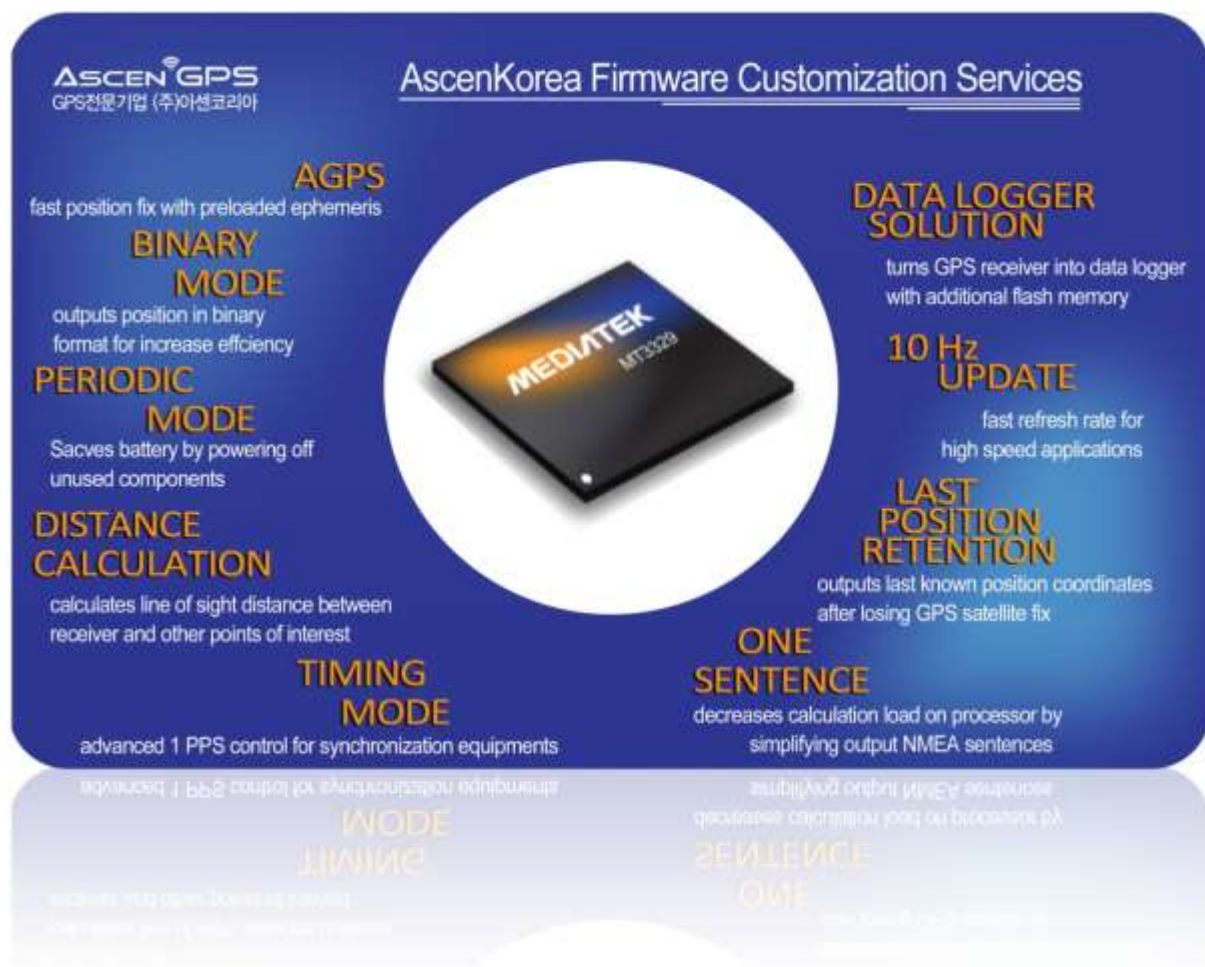 ASCEN GPS
GPS전문기업 (주)아센코리아
AscenKorea Firmware Customization Services
AGPS
fast position fix with preloaded ephemeris
BINARY
MODE
outputs position in binary
format for increase effciency
PERIODIC
MODE
Sacves battery by powering off
unused components
DISTANCE
CALCULATION
calculates line of sight distance between
receiver and other points of interest
TIMING
MODE
advanced 1 PPS control for synchronization equipments
MEDIATEK
MT3329
DATA LOGGER
SOLUTION
turns GPS receiver into data logger
with additional flash memory
10 Hz
UPDATE
fast refresh rate for
high speed applications
LAST
POSITION
RETENTION
outputs last known position coordinates
after losing GPS satellite fix
ONE
SENTENCE
decreases calculation load on processor by
simplifying output NMEA sentences